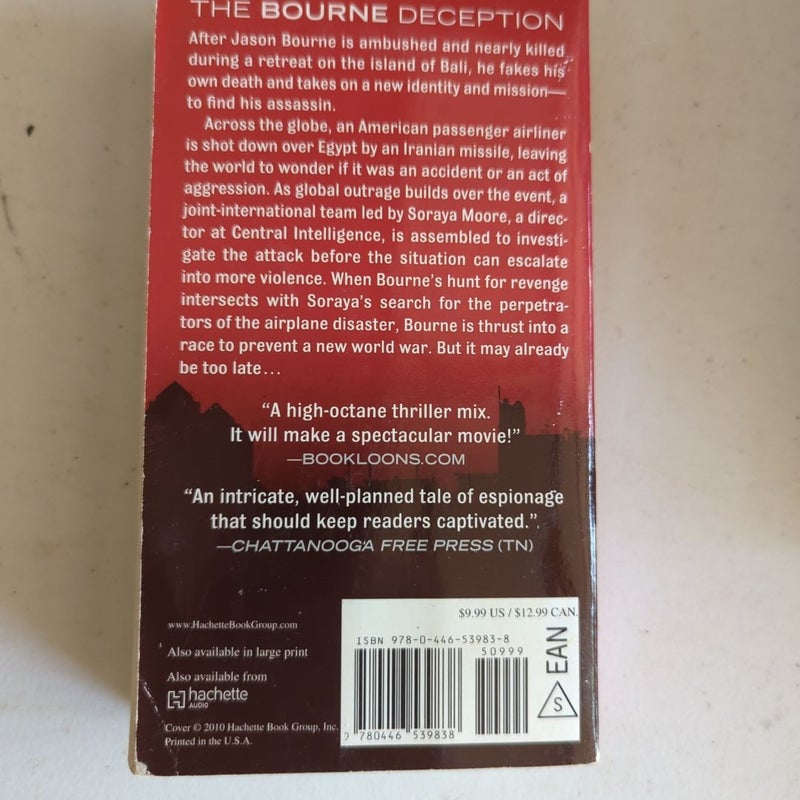 THE BOURNE DECEPTION
After Jason Bourne is ambushed and nearly killed
during a retreat on the island of Bali, he fakes his
own death and takes on a new identity and mission—
to find his assassin.
Across the globe, an American passenger airliner
is shot down over Egypt by an Iranian missile, leaving
the world to wonder if it was an accident or an act of
aggression. As global outrage builds over the event, a
joint-international team led by Soraya Moore, a direc-
tor at Central Intelligence, is assembled to investi-
gate the attack before the situation can escalate
into more violence. When Bourne's hunt for revenge
intersects with Soraya's search for the perpetra-
tors of the airplane disaster, Bourne is thrust into a
race to prevent a new world war. But it may already
be too late...
“A high-octane thriller mix.
It will make a spectacular movie!”
—BOOKLOONS.COM
“An intricate, well-planned tale of espionage
that should keep readers captivated.”
—CHATTANOOGA FREE PRESS (TN)
www.HachetteBookGroup.com
Also available in large print
Also available from
hachette
AUDIO
Cover © 2010 Hachette Book Group, Inc.
Printed in the U.S.A.
$9.99 US / $12.99 CAN.
ISBN 978-0-446-53983-8
50999
EAN
S
9 780446 539838